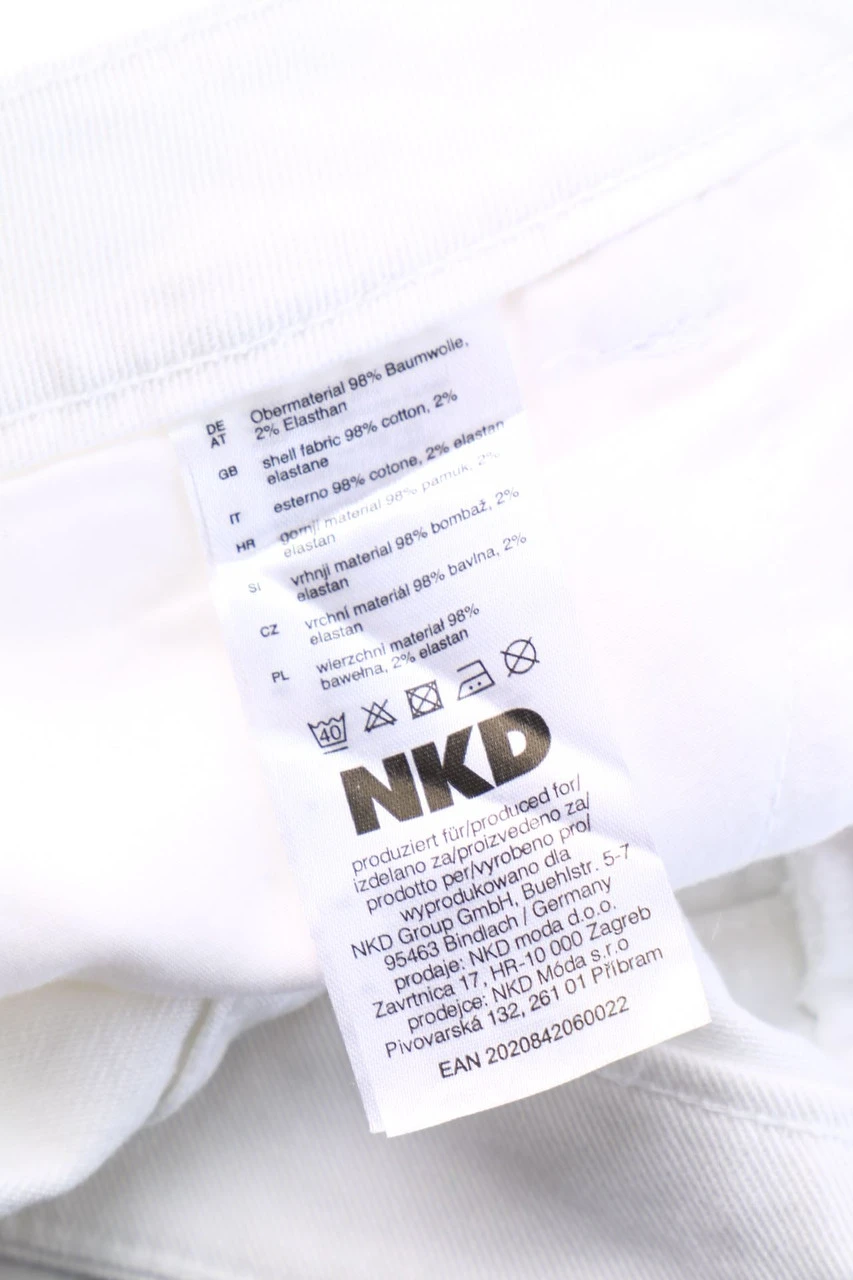 DE AT Obermaterial 98% Baumwolle,
2% Elasthan
GB shell fabric 98% cotton, 2%
elastane
IT esterno 98% cotone, 2% elastan
HR gornji material 98% pamuk, 2%
elastan
SI vrhnji material 98% bombaž, 2%
elastan
CZ vrchní materiál 98% bavlna, 2%
elastan
PL wierzchni materiał 98%
bawełna, 2% elastan
40
NKD
produziert für/produced for/
izdelano za/proizvedeno za/
prodotto per/vyrobeno pro/
wyprodukowano dla
NKD Group GmbH, Buehlstr. 5-7
95463 Bindlach / Germany
prodaje: NKD moda d.o.o.
Zavrtnica 17, HR-10 000 Zagreb
prodejce: NKD Móda s.r.o
Pivovarská 132, 261 01 Příbram
EAN 2020842060022